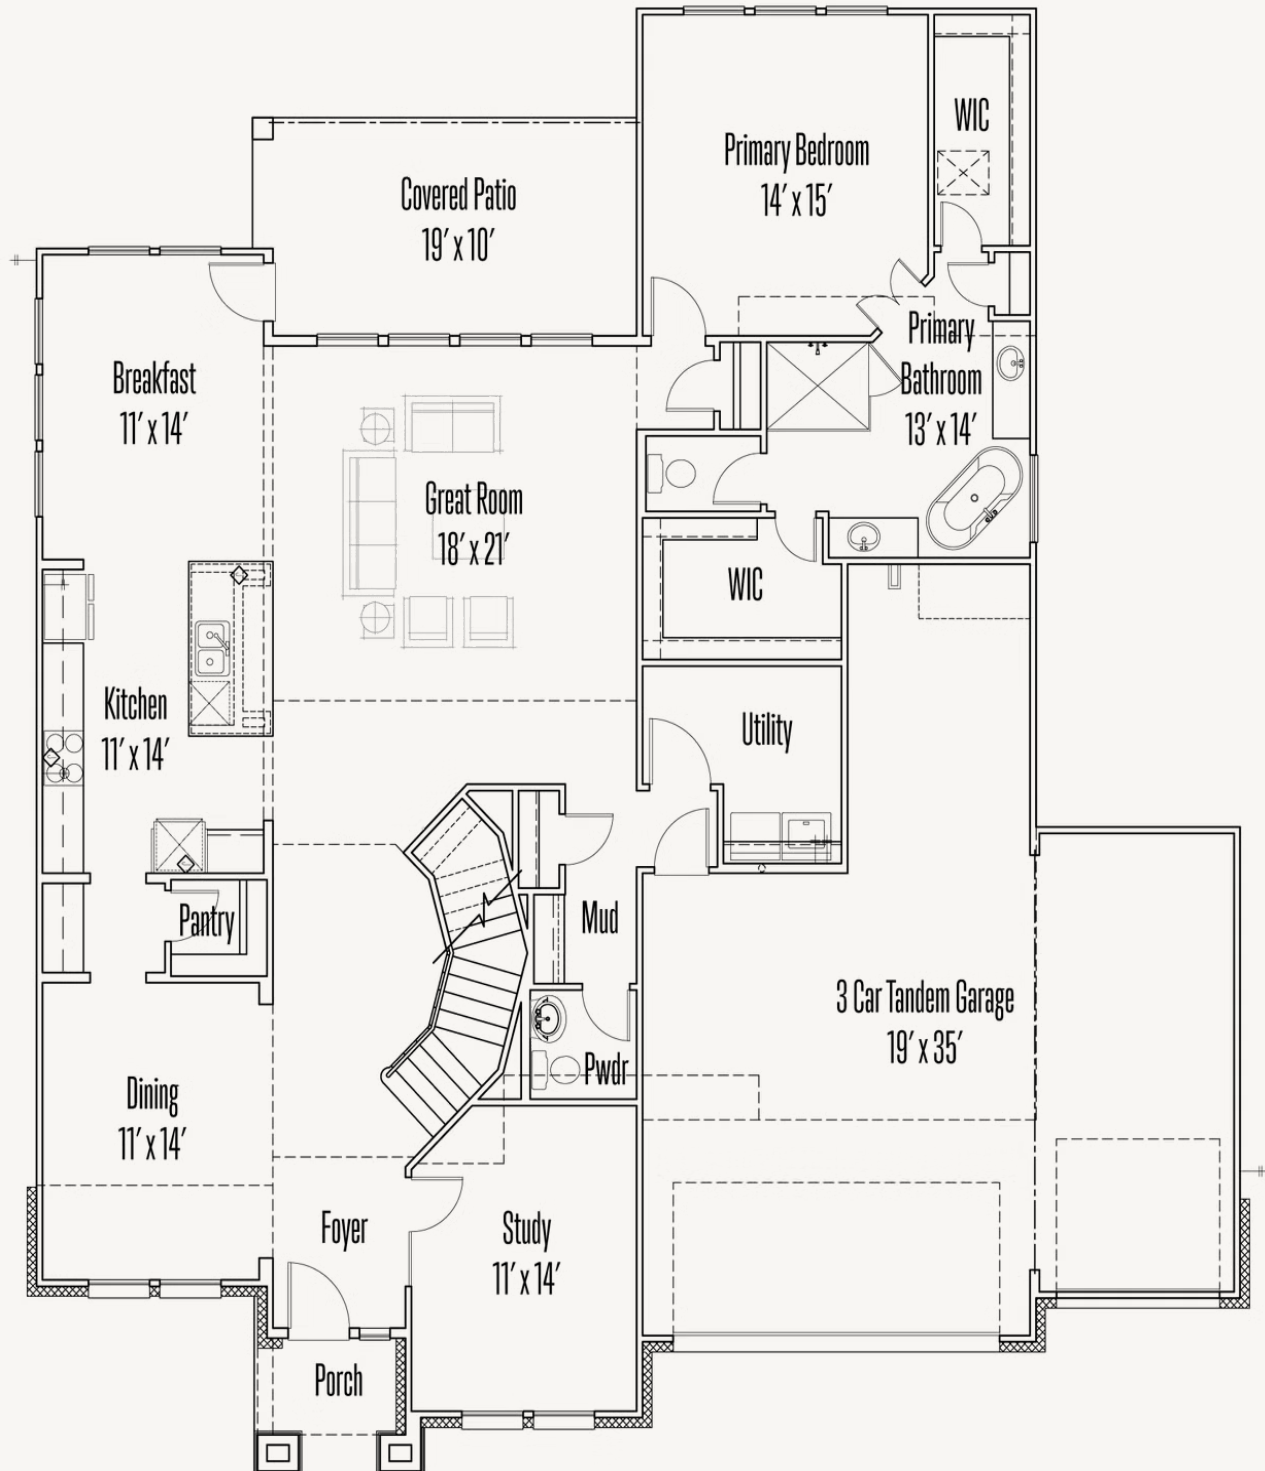 WIC
Primary Bedroom
14' x 15'
Covered Patio
19' x 10'
Primary
Bathroom
13' x 14'
Breakfast
11' x 14'
Great Room
18' x 21'
WIC
Kitchen
11' x 14'
Utility
Pantry
Mud
3 Car Tandem Garage
19' x 35'
Pwdr
Dining
11' x 14'
Foyer
Study
11' x 14'
Porch